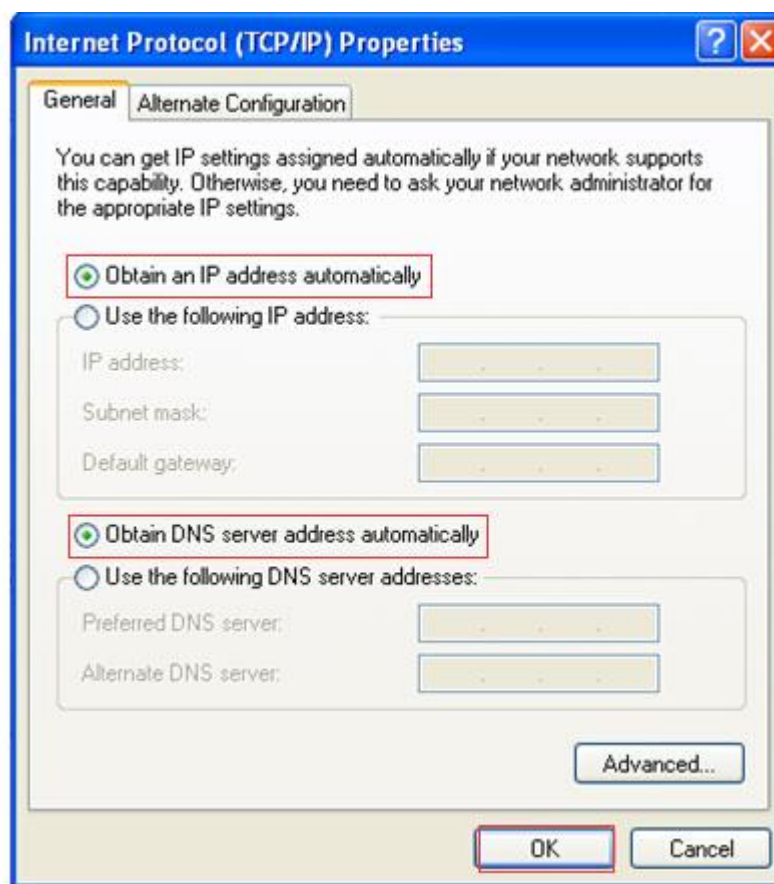 Internet Protocol (TCP/IP) Properties
General
Alternate Configuration
You can get IP settings assigned automatically if your network supports
this capability. Otherwise, you need to ask your network administrator for
the appropriate IP settings.
Obtain an IP address automatically
Use the following IP address:
IP address:
Subnet mask:
Default gateway:
Obtain DNS server address automatically
Use the following DNS server addresses:
Preferred DNS server:
Alternate DNS server:
Advanced...
OK
Cancel